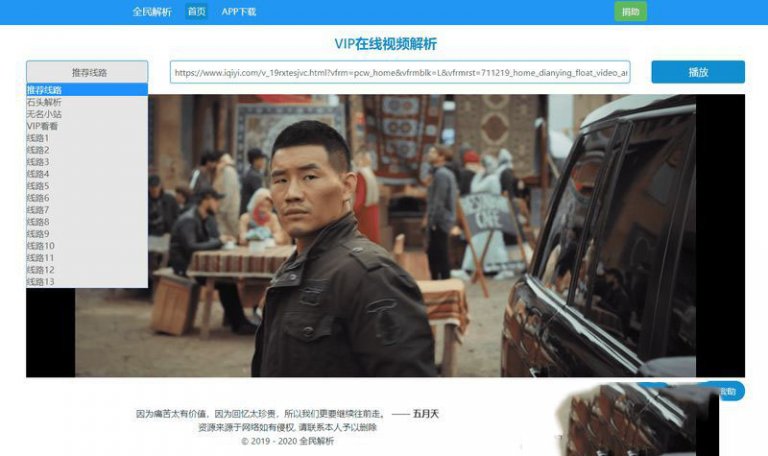 全民解析 首页 APP下载 捐助
VIP在线视频解析
推荐线路 https://www.iqiyi.com/v_19rxtesjvc.html?vfrm=pcw_home&vfrmblk=L&vfrmrst=711219_home_dianying_float_video_ar 播放
推荐线路
石头解析
无名小站
VIP看看
线路1
线路2
线路3
线路4
线路5
线路6
线路7
线路8
线路9
线路10
线路11
线路12
线路13
因为痛苦太有价值，因为回忆太珍贵，所以我们更要继续往前走。 —— 五月天
资源来源于网络如有侵权, 请联系本人予以删除
© 2019 - 2020 全民解析